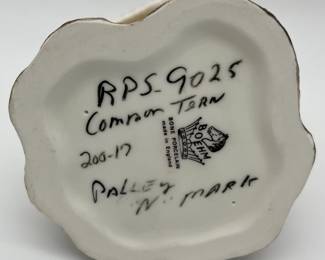 RPS-9025
Common Tern
200-17
BOEHM
BONE PORCELAIN
made in England
PALLEY
"N" MARK